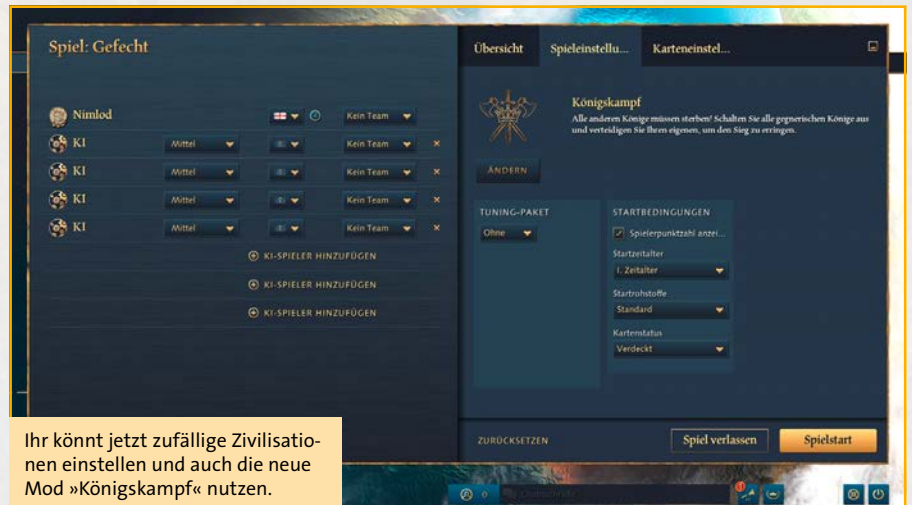 Spiel: Gefecht
Nimlod
Kein Team
KI
Mittel
Kein Team
×
KI
Mittel
Kein Team
×
KI
Mittel
Kein Team
×
KI
Mittel
Kein Team
×
KI-SPIELER HINZUFÜGEN
KI-SPIELER HINZUFÜGEN
KI-SPIELER HINZUFÜGEN
Übersicht
Spieleinstellu...
Karteneinstel...
Königskampf
Alle anderen Könige müssen sterben! Schalten Sie alle gegnerischen Könige aus
und verteidigen Sie Ihren eigenen, um den Sieg zu erringen.
ÄNDERN
TUNING-PAKET
Ohne
STARTBEDINGUNGEN
Spielerpunktzahl anzei...
Startzeitalter
I. Zeitalter
Startrohstoffe
Standard
Kartenstatus
Verdeckt
ZURÜCKSETZEN
Spiel verlassen
Spielstart
0
Ihr könnt jetzt zufällige Zivilisatio-
nen einstellen und auch die neue
Mod »Königskampf« nutzen.